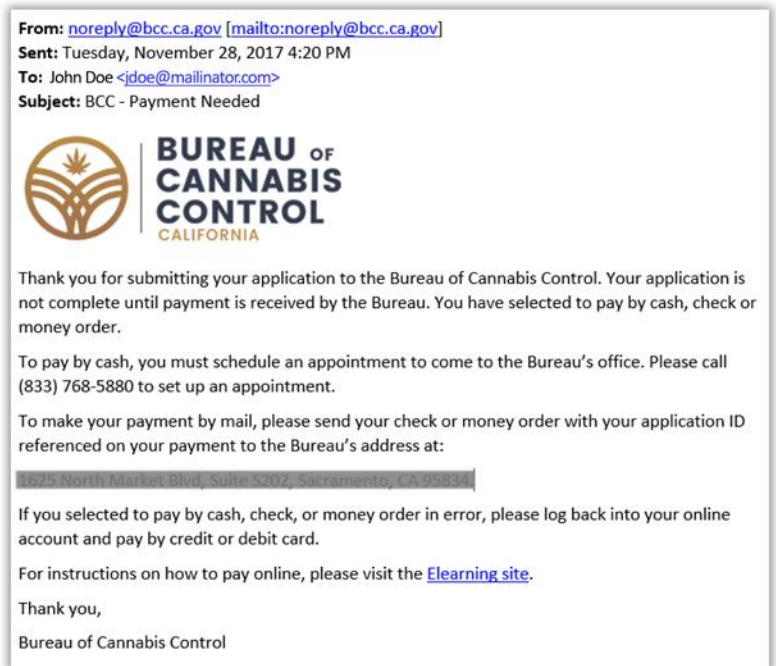 From: noreply@bcc.ca.gov [mailto:noreply@bcc.ca.gov]
Sent: Tuesday, November 28, 2017 4:20 PM
To: John Doe <jdoe@mailinator.com>
Subject: BCC - Payment Needed
BUREAU OF
CANNABIS
CONTROL
CALIFORNIA
Thank you for submitting your application to the Bureau of Cannabis Control. Your application is
not complete until payment is received by the Bureau. You have selected to pay by cash, check or
money order.
To pay by cash, you must schedule an appointment to come to the Bureau’s office. Please call
(833) 768-5880 to set up an appointment.
To make your payment by mail, please send your check or money order with your application ID
referenced on your payment to the Bureau’s address at:
1625 North Market Blvd, Suite S202, Sacramento, CA 95834.
If you selected to pay by cash, check, or money order in error, please log back into your online
account and pay by credit or debit card.
For instructions on how to pay online, please visit the Elearning site.
Thank you,
Bureau of Cannabis Control